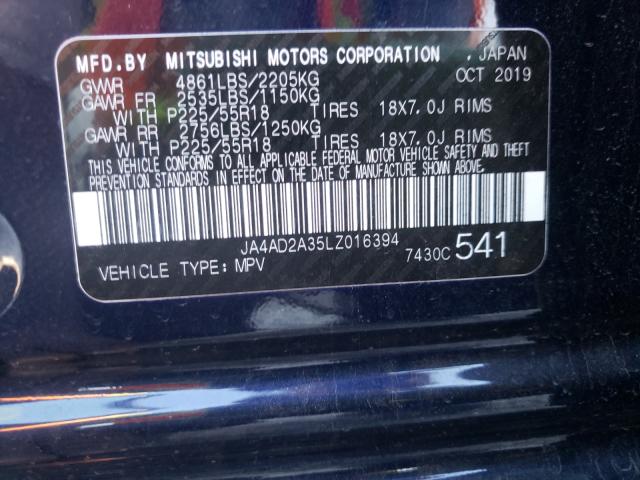 MFD.BY MITSUBISHI MOTORS CORPORATION , JAPAN
GVWR 4861LBS/2205KG OCT 2019
GAWR FR 2535LBS/1150KG
WITH P225/55R18 TIRES 18X7.0J RIMS
GAWR RR 2756LBS/1250KG
WITH P225/55R18 TIRES 18X7.0J RIMS
THIS VEHICLE CONFORMS TO ALL APPLICABLE FEDERAL MOTOR VEHICLE SAFETY AND THEFT
PREVENTION STANDARDS IN EFFECT ON THE DATE OF MANUFACTURE SHOWN ABOVE.
JA4AD2A35LZ016394
VEHICLE TYPE:MPV 7430C 541